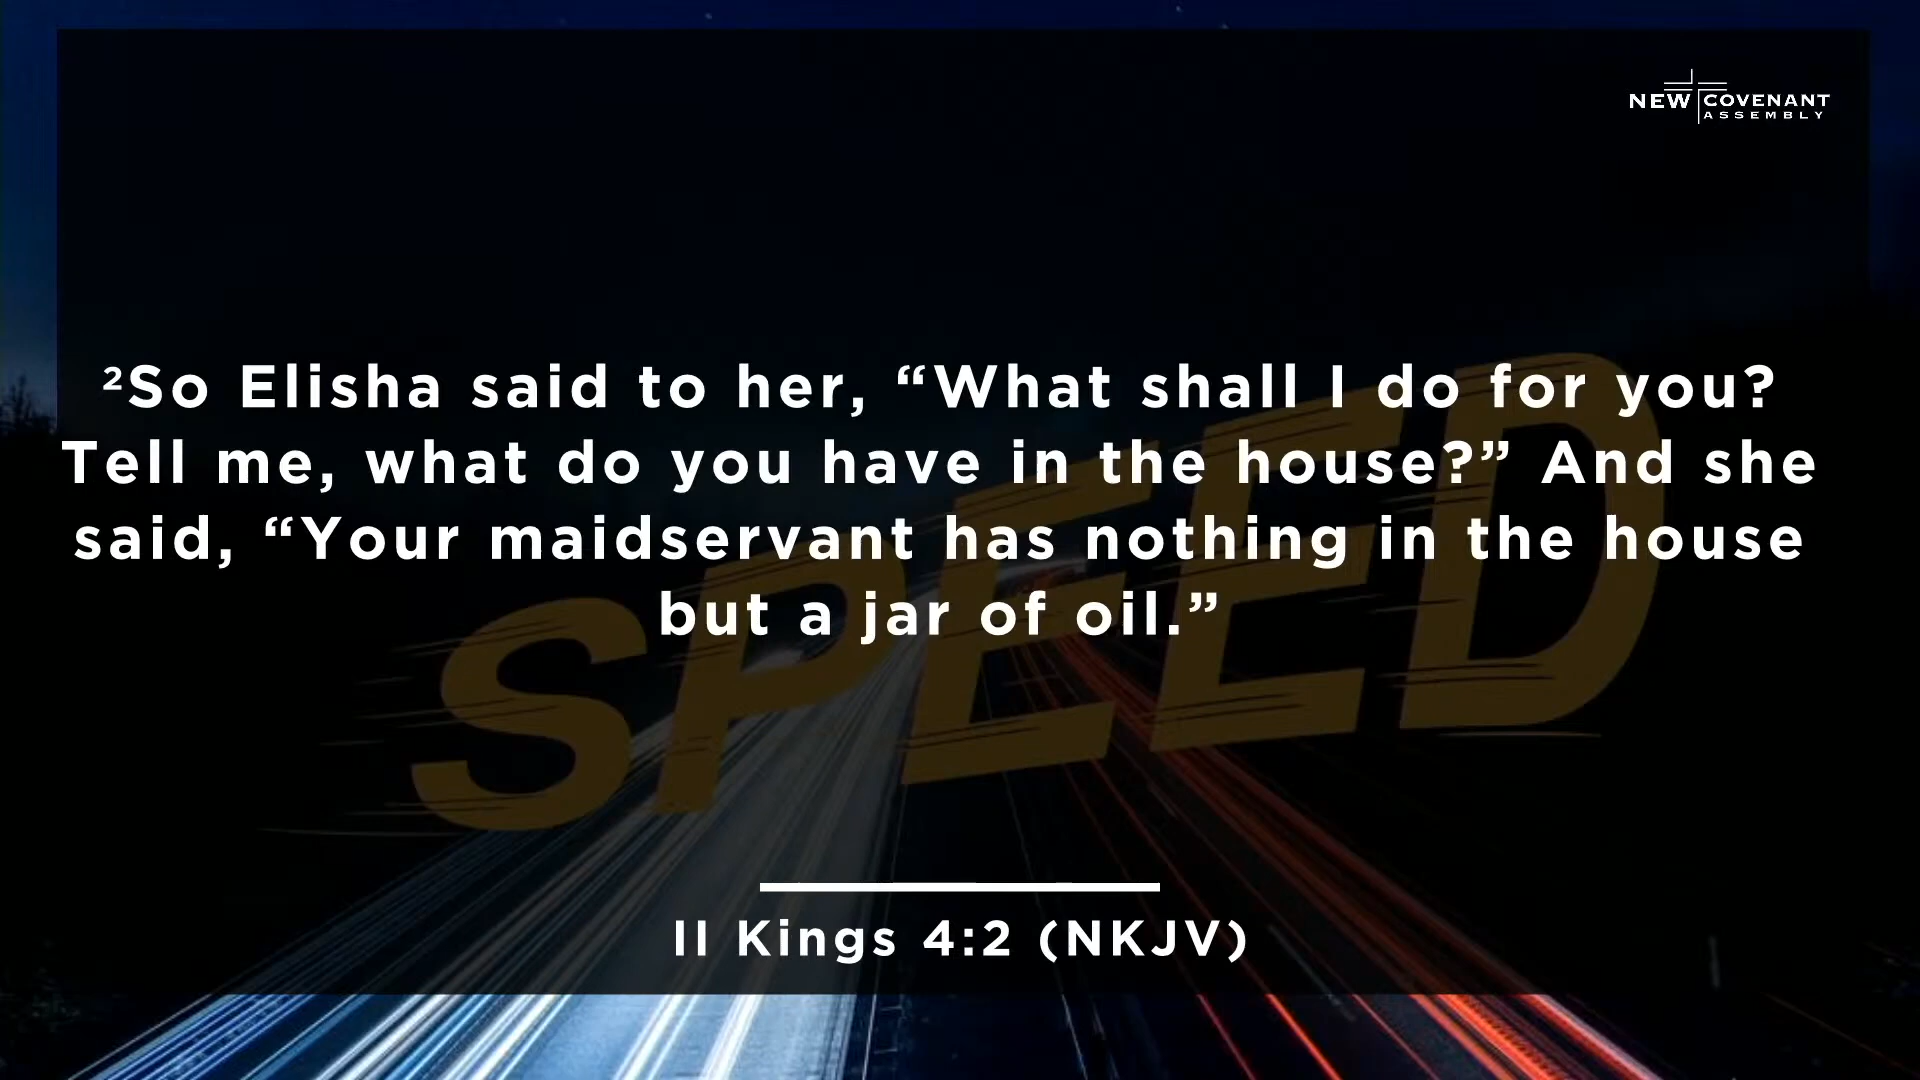 NEW COVENANT
ASSEMBLY
²So Elisha said to her, “What shall I do for you?
Tell me, what do you have in the house?” And she
said, “Your maidservant has nothing in the house
but a jar of oil.”
SPEED
II Kings 4:2 (NKJV)